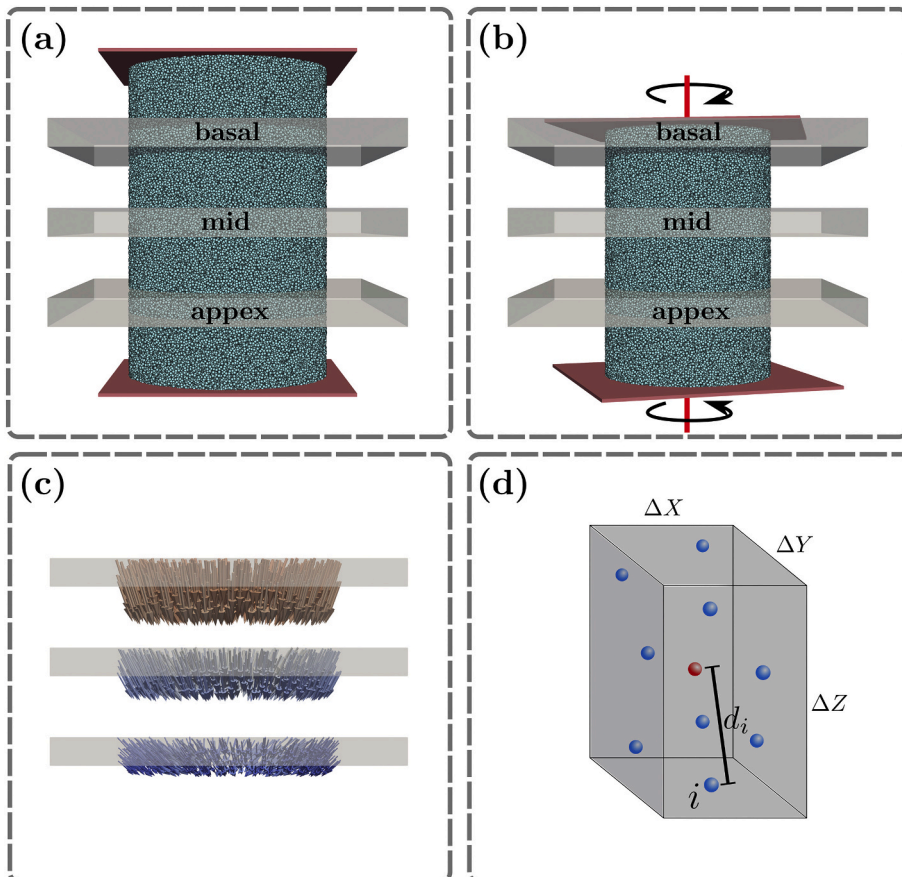 (a)
basal
mid
appex
(b)
basal
mid
appex
(c)
(d)
ΔX
ΔY
ΔZ
d_i
i